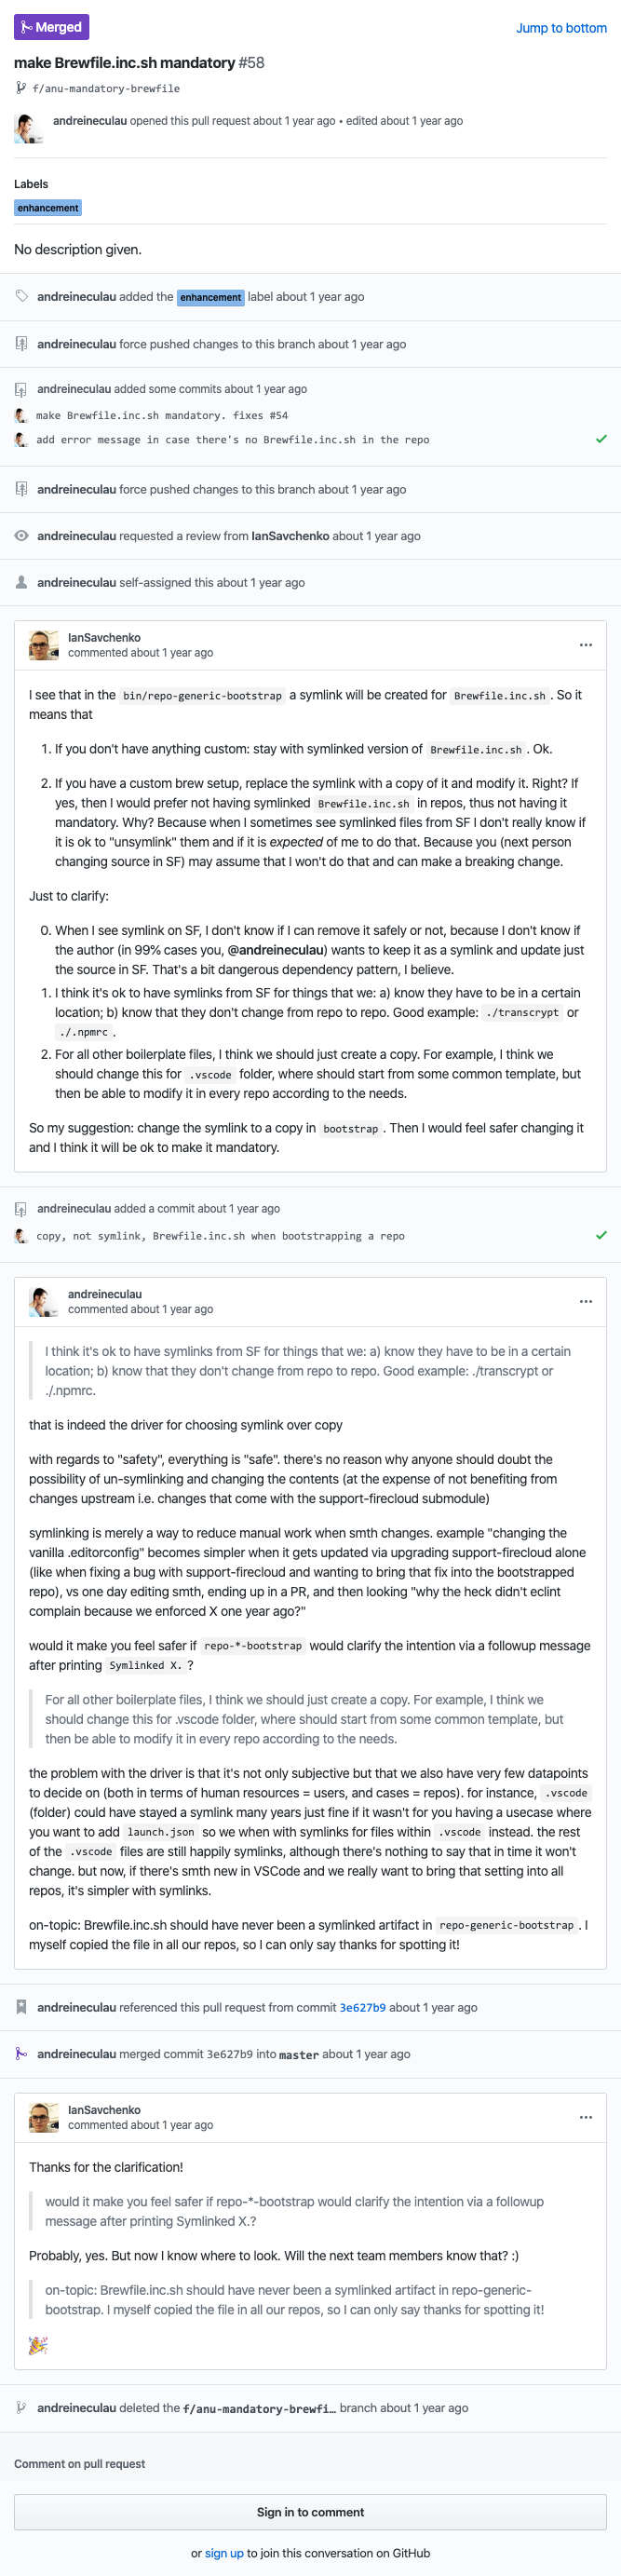 Merged
Jump to bottom
make Brewfile.inc.sh mandatory #58
f/anu-mandatory-brewfile
andreineculau opened this pull request about 1 year ago • edited about 1 year ago
Labels
enhancement
No description given.
andreineculau added the enhancement label about 1 year ago
andreineculau force pushed changes to this branch about 1 year ago
andreineculau added some commits about 1 year ago
make Brewfile.inc.sh mandatory. fixes #54
add error message in case there's no Brewfile.inc.sh in the repo
andreineculau force pushed changes to this branch about 1 year ago
andreineculau requested a review from IanSavchenko about 1 year ago
andreineculau self-assigned this about 1 year ago
IanSavchenko
commented about 1 year ago
I see that in the bin/repo-generic-bootstrap a symlink will be created for Brewfile.inc.sh. So it
means that
1. If you don't have anything custom: stay with symlinked version of Brewfile.inc.sh. Ok.
2. If you have a custom brew setup, replace the symlink with a copy of it and modify it. Right? If
yes, then I would prefer not having symlinked Brewfile.inc.sh in repos, thus not having it
mandatory. Why? Because when I sometimes see symlinked files from SF I don't really know if
it is ok to "unsymlink" them and if it is expected of me to do that. Because you (next person
changing source in SF) may assume that I won't do that and can make a breaking change.
Just to clarify:
0. When I see symlink on SF, I don't know if I can remove it safely or not, because I don't know if
the author (in 99% cases you, @andreineculau) wants to keep it as a symlink and update just
the source in SF. That's a bit dangerous dependency pattern, I believe.
1. I think it's ok to have symlinks from SF for things that we: a) know they have to be in a certain
location; b) know that they don't change from repo to repo. Good example: ./transcrypt or
./.npmrc .
2. For all other boilerplate files, I think we should just create a copy. For example, I think we
should change this for .vscode folder, where should start from some common template, but
then be able to modify it in every repo according to the needs.
So my suggestion: change the symlink to a copy in bootstrap. Then I would feel safer changing it
and I think it will be ok to make it mandatory.
andreineculau added a commit about 1 year ago
copy, not symlink, Brewfile.inc.sh when bootstrapping a repo
andreineculau
commented about 1 year ago
I think it's ok to have symlinks from SF for things that we: a) know they have to be in a certain
location; b) know that they don't change from repo to repo. Good example: ./transcrypt or
./.npmrc.
that is indeed the driver for choosing symlink over copy
with regards to "safety", everything is "safe". there's no reason why anyone should doubt the
possibility of un-symlinking and changing the contents (at the expense of not benefiting from
changes upstream i.e. changes that come with the support-firecloud submodule)
symlinking is merely a way to reduce manual work when smth changes. example "changing the
vanilla .editorconfig" becomes simpler when it gets updated via upgrading support-firecloud alone
(like when fixing a bug with support-firecloud and wanting to bring that fix into the bootstrapped
repo), vs one day editing smth, ending up in a PR, and then looking "why the heck didn't eclint
complain because we enforced X one year ago?"
would it make you feel safer if repo-*-bootstrap would clarify the intention via a followup message
after printing Symlinked X. ?
For all other boilerplate files, I think we should just create a copy. For example, I think we
should change this for .vscode folder, where should start from some common template, but
then be able to modify it in every repo according to the needs.
the problem with the driver is that it's not only subjective but that we also have very few datapoints
to decide on (both in terms of human resources = users, and cases = repos). for instance, .vscode
(folder) could have stayed a symlink many years just fine if it wasn't for you having a usecase where
you want to add launch.json so we when with symlinks for files within .vscode instead. the rest
of the .vscode files are still happily symlinks, although there's nothing to say that in time it won't
change. but now, if there's smth new in VSCode and we really want to bring that setting into all
repos, it's simpler with symlinks.
on-topic: Brewfile.inc.sh should have never been a symlinked artifact in repo-generic-bootstrap. I
myself copied the file in all our repos, so I can only say thanks for spotting it!
andreineculau referenced this pull request from commit 3e627b9 about 1 year ago
andreineculau merged commit 3e627b9 into master about 1 year ago
IanSavchenko
commented about 1 year ago
Thanks for the clarification!
would it make you feel safer if repo-*-bootstrap would clarify the intention via a followup
message after printing Symlinked X.?
Probably, yes. But now I know where to look. Will the next team members know that? :)
on-topic: Brewfile.inc.sh should have never been a symlinked artifact in repo-generic-
bootstrap. I myself copied the file in all our repos, so I can only say thanks for spotting it!
andreineculau deleted the f/anu-mandatory-brewfi… branch about 1 year ago
Comment on pull request
Sign in to comment
or sign up to join this conversation on GitHub